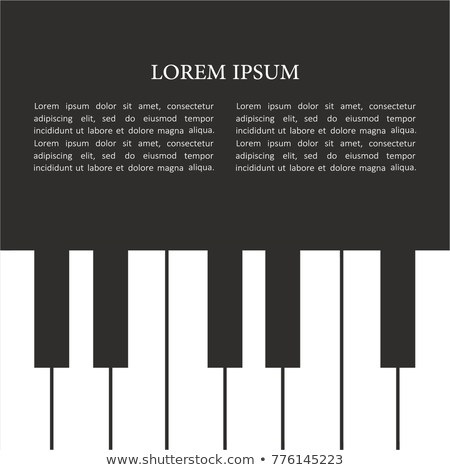 LOREM IPSUM
Lorem ipsum dolor sit amet, consectetur
adipiscing elit, sed do eiusmod tempor
incididunt ut labore et dolore magna aliqua.
Lorem ipsum dolor sit amet, consectetur
adipiscing elit, sed do eiusmod tempor
incididunt ut labore et dolore magna aliqua.
Lorem ipsum dolor sit amet, consectetur
adipiscing elit, sed do eiusmod tempor
incididunt ut labore et dolore magna aliqua.
Lorem ipsum dolor sit amet, consectetur
adipiscing elit, sed do eiusmod tempor
incididunt ut labore et dolore magna aliqua.
shutterstock.com • 776145223